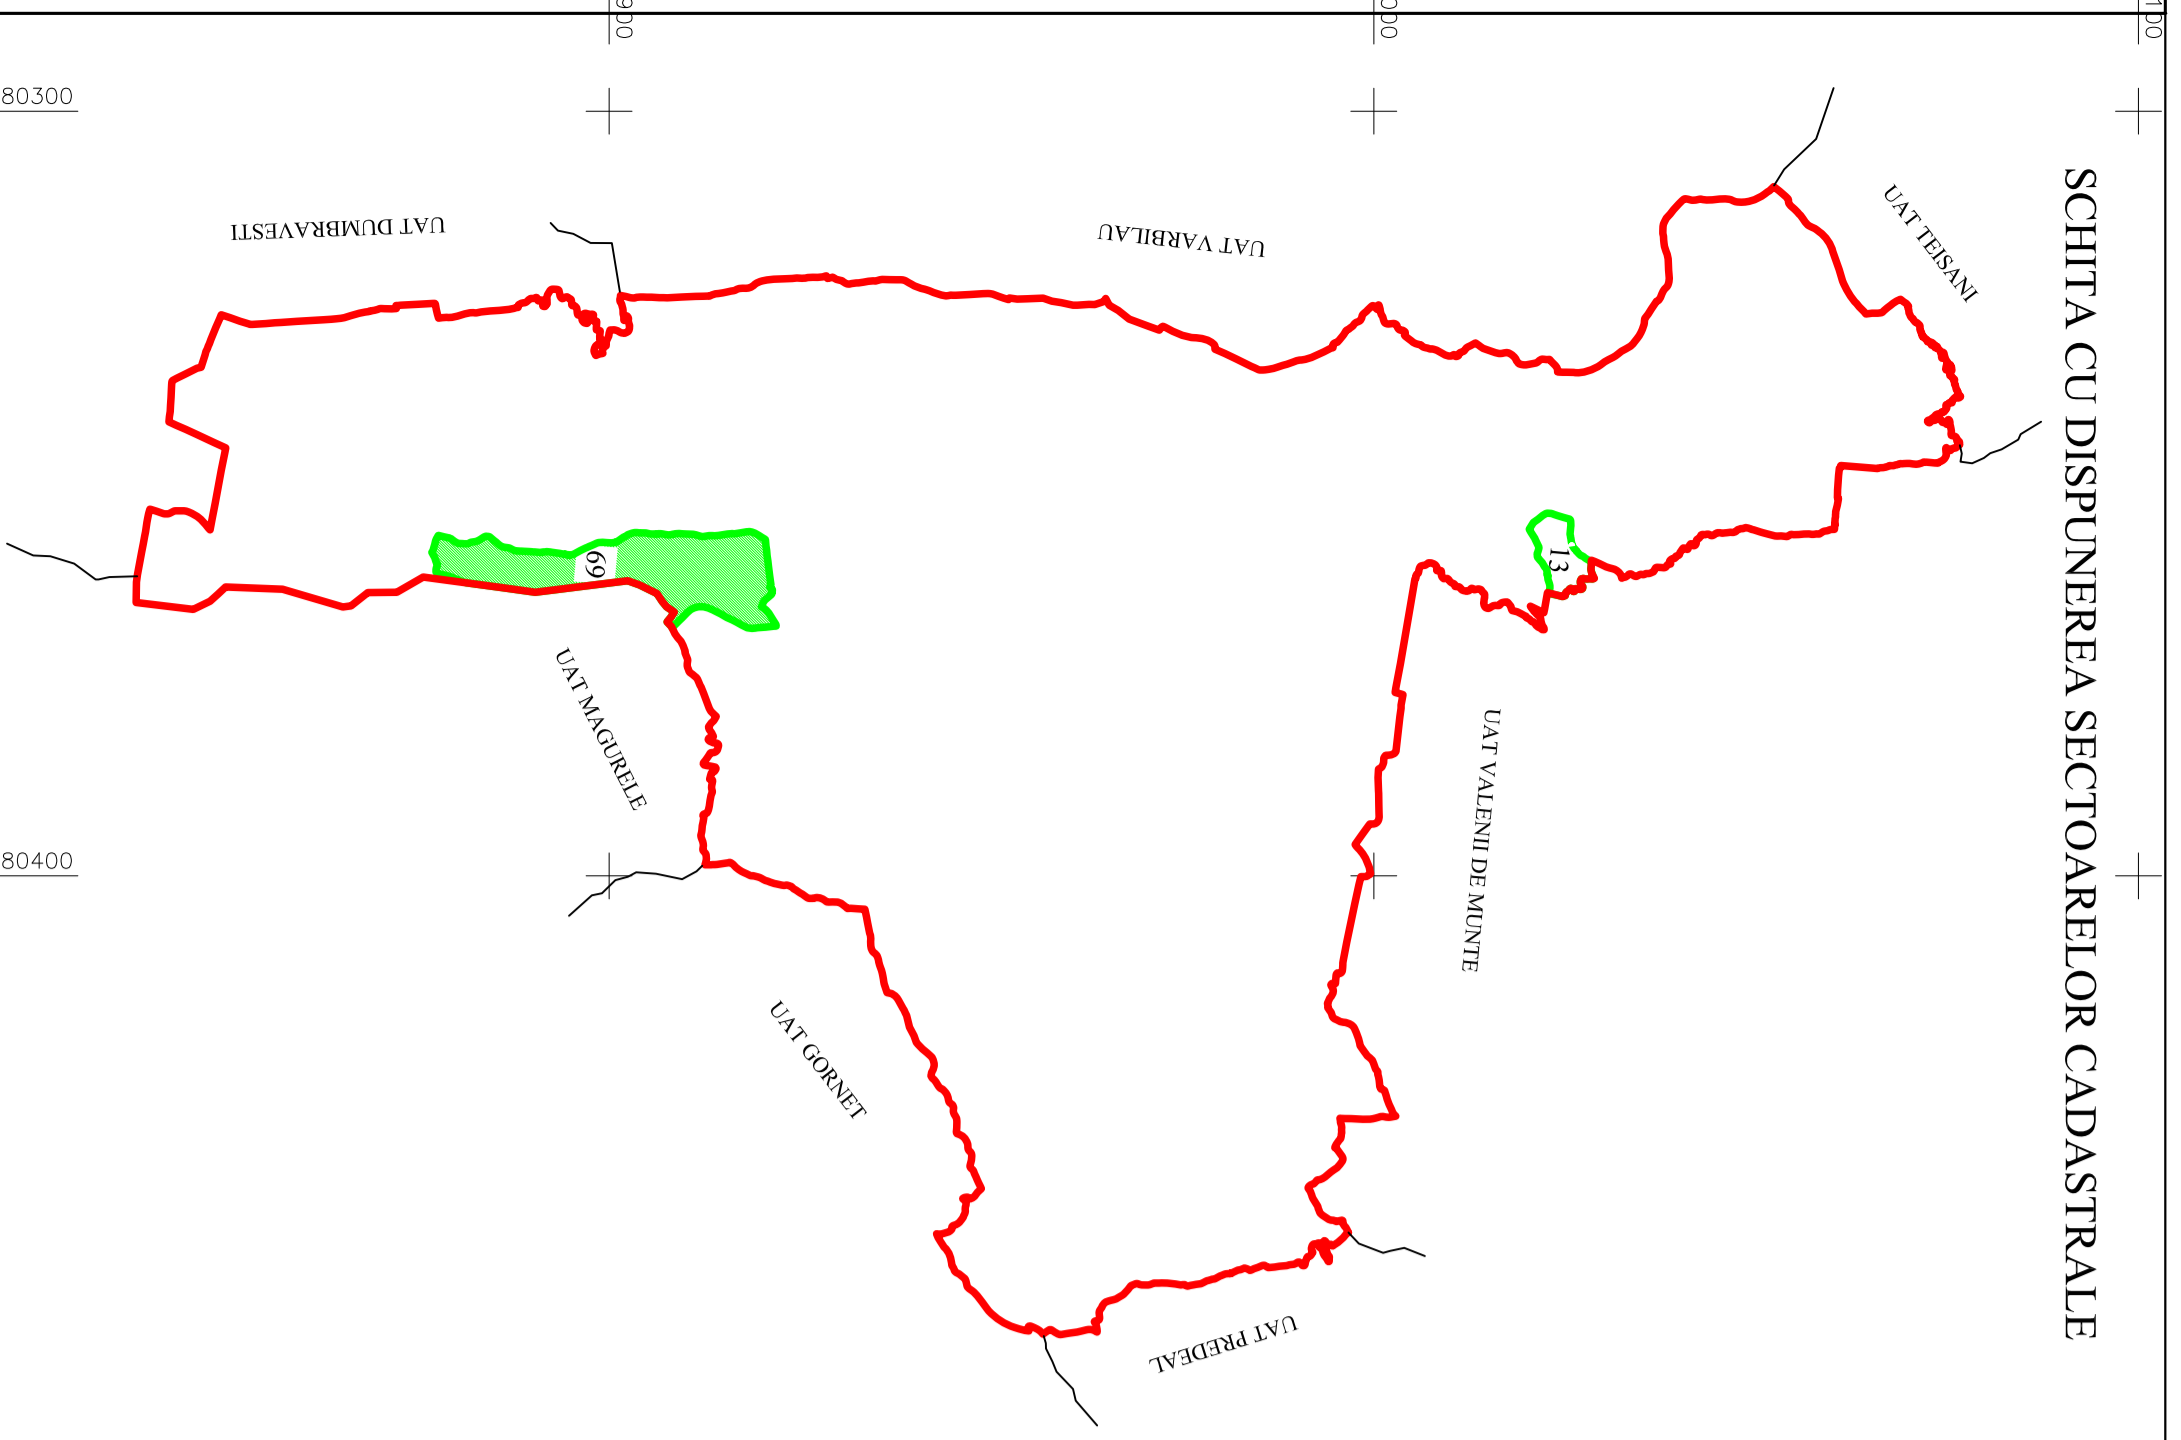 SCHITA CU DISPUNEREA SECTOARELOR CADASTRALE
UAT TEISANI
UAT VARBILAU
UAT DUMBRAVESTI
13
69
UAT VALENII DE MUNTE
UAT MAGURELE
UAT GORNET
UAT PREDEAL
80300
80400